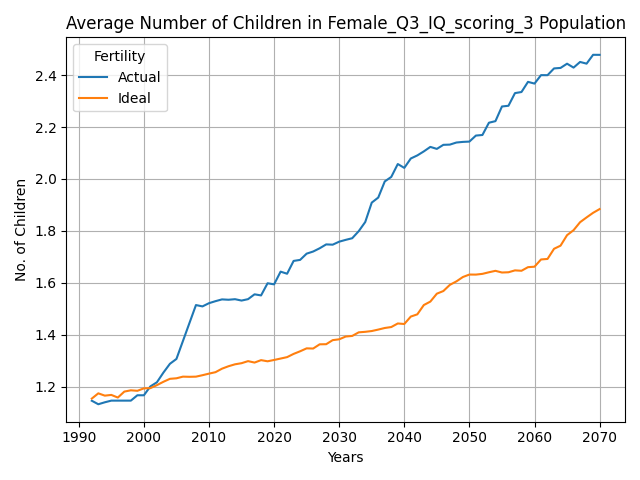 Average Number of Children in Female_Q3_IQ_scoring_3 Population
Fertility
Actual
Ideal
No. of Children
2.4
2.2
2.0
1.8
1.6
1.4
1.2
1990 2000 2010 2020 2030 2040 2050 2060 2070
Years